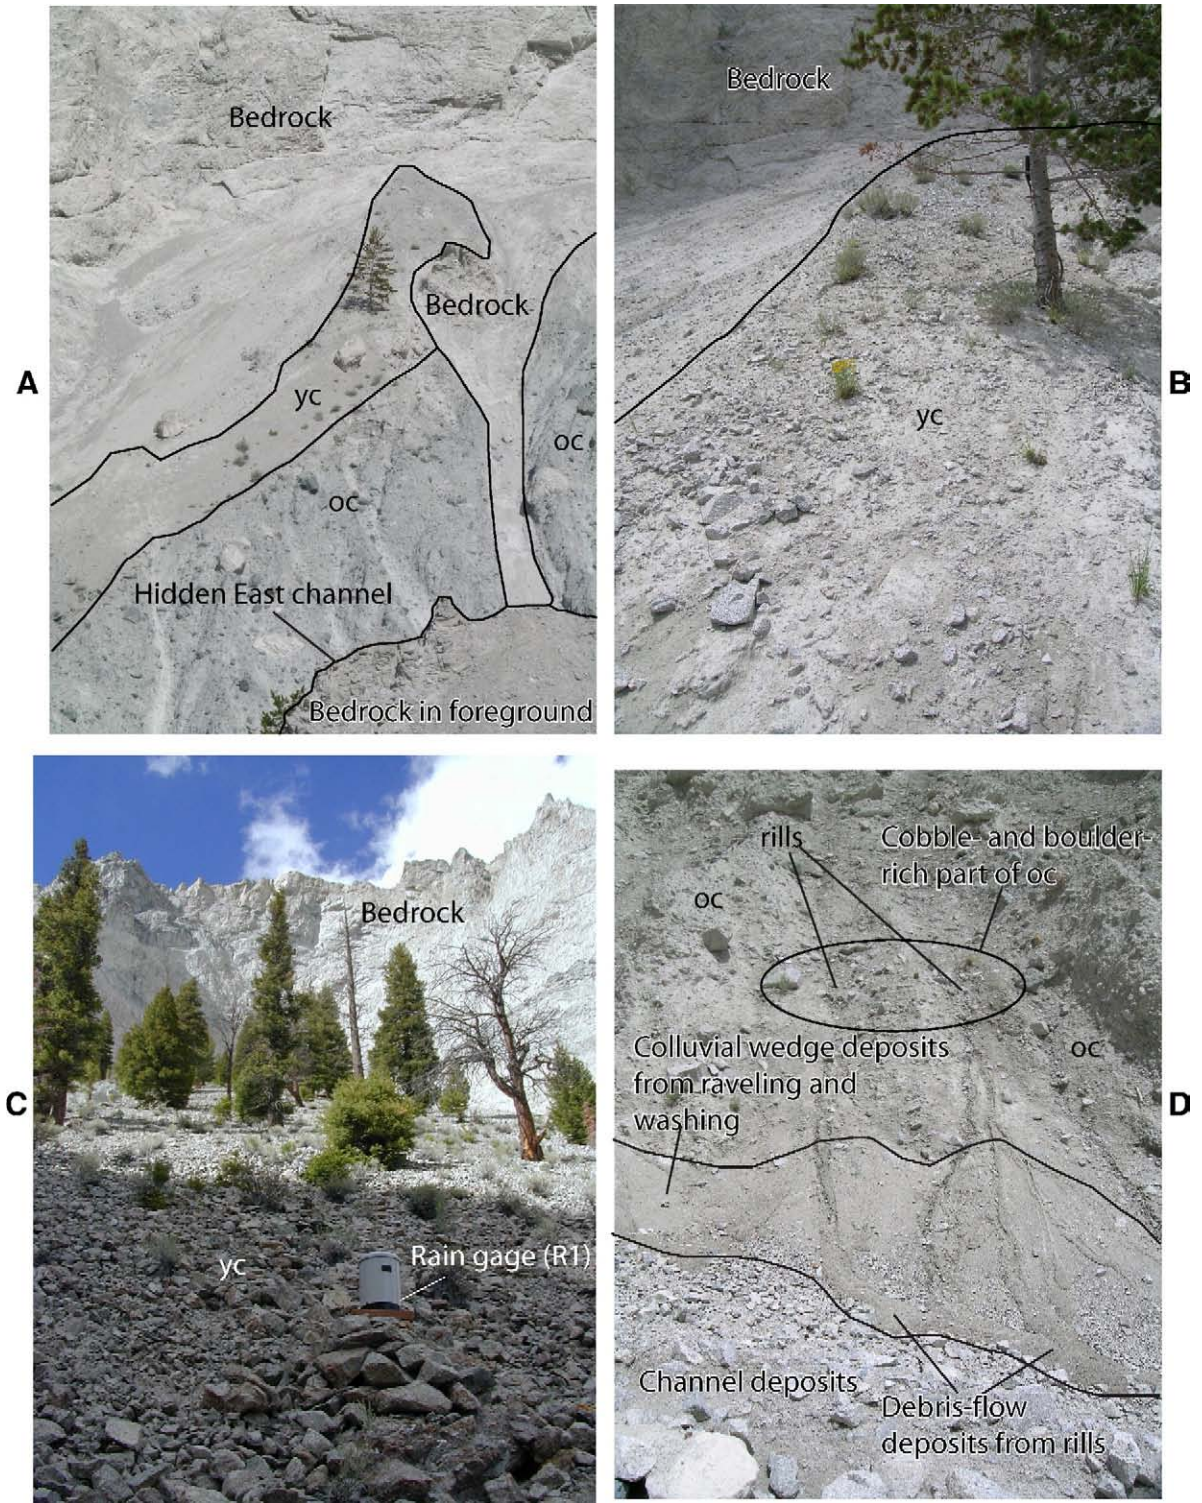 A
Bedrock
Bedrock
yc
oc
oc
Hidden East channel
Bedrock in foreground
B
Bedrock
yc
C
Bedrock
yc
Rain gage (R1)
D
rills
Cobble- and boulder-
rich part of oc
oc
oc
Colluvial wedge deposits
from raveling and
washing
Channel deposits
Debris-flow
deposits from rills